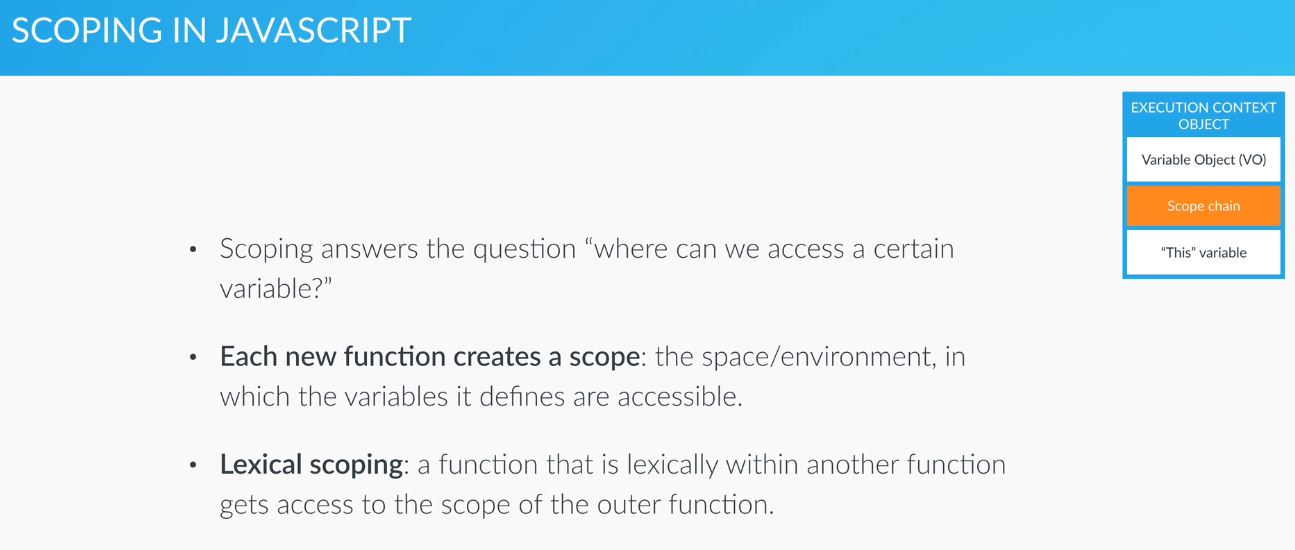 SCOPING IN JAVASCRIPT
EXECUTION CONTEXT
OBJECT
Variable Object (VO)
Scope chain
“This” variable
• Scoping answers the question “where can we access a certain
variable?”
• Each new function creates a scope: the space/environment, in
which the variables it defines are accessible.
• Lexical scoping: a function that is lexically within another function
gets access to the scope of the outer function.